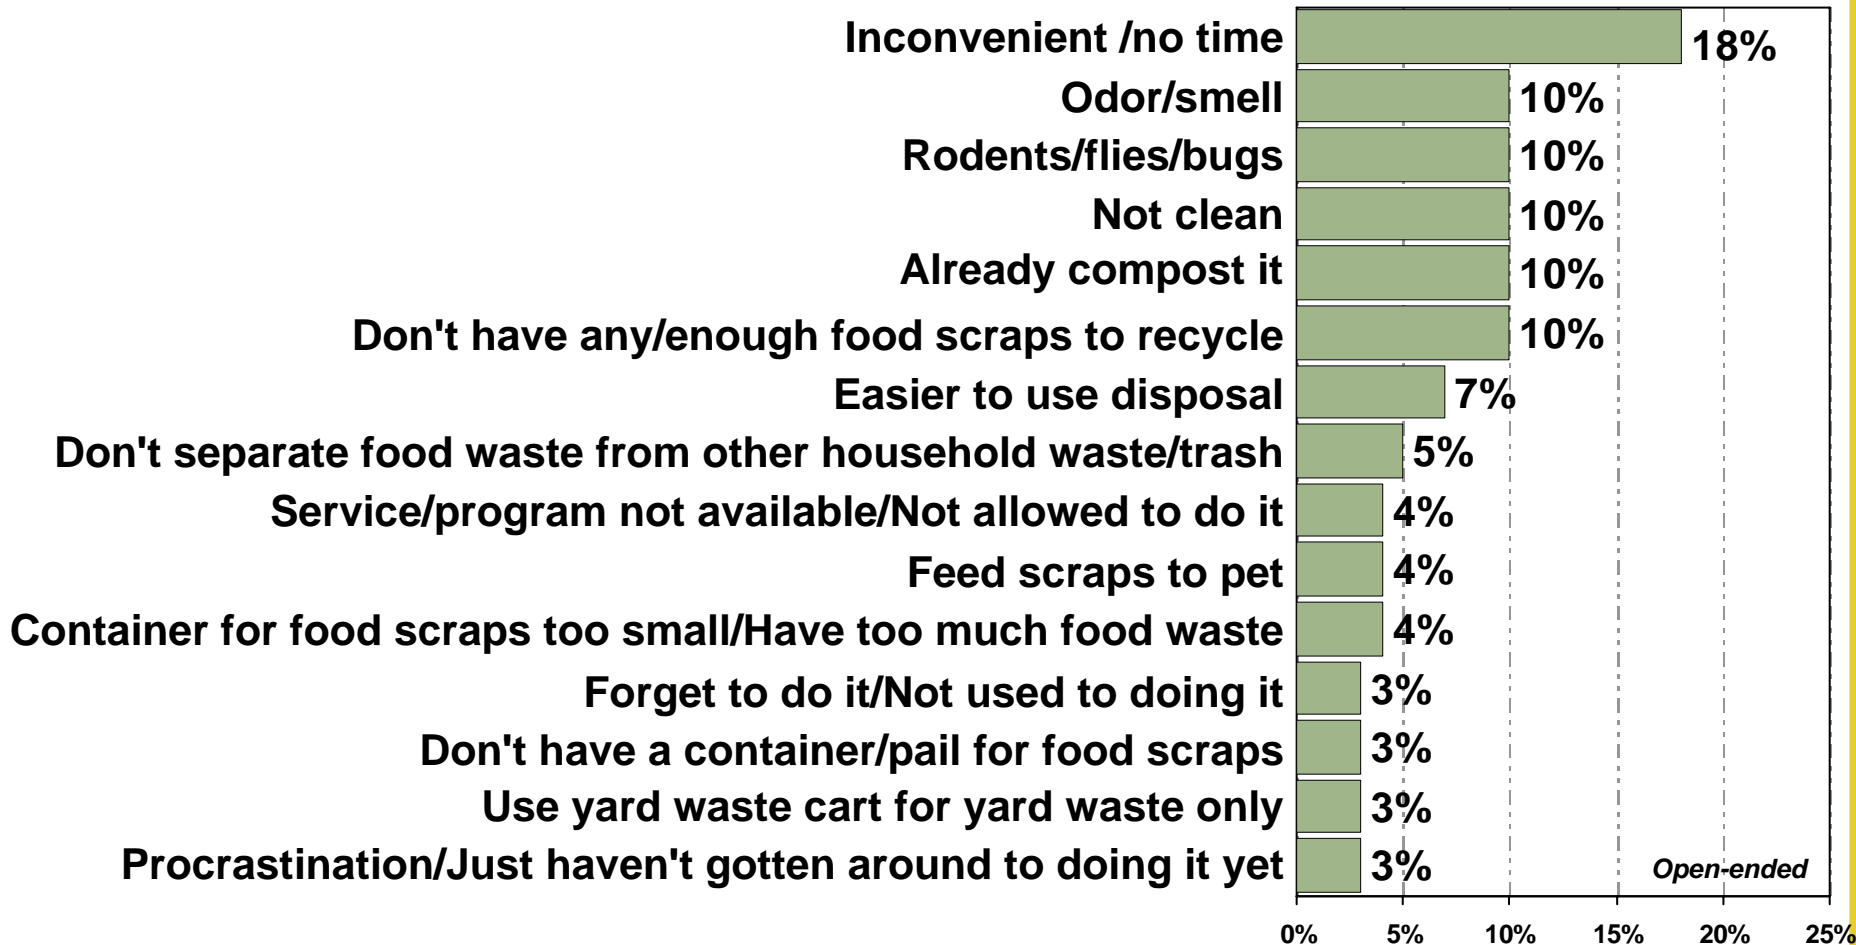 Inconvenient /no time 18%
Odor/smell 10%
Rodents/flies/bugs 10%
Not clean 10%
Already compost it 10%
Don't have any/enough food scraps to recycle 10%
Easier to use disposal 7%
Don't separate food waste from other household waste/trash 5%
Service/program not available/Not allowed to do it 4%
Feed scraps to pet 4%
Container for food scraps too small/Have too much food waste 4%
Forget to do it/Not used to doing it 3%
Don't have a container/pail for food scraps 3%
Use yard waste cart for yard waste only 3%
Procrastination/Just haven't gotten around to doing it yet 3% Open-ended
0% 5% 10% 15% 20% 25%